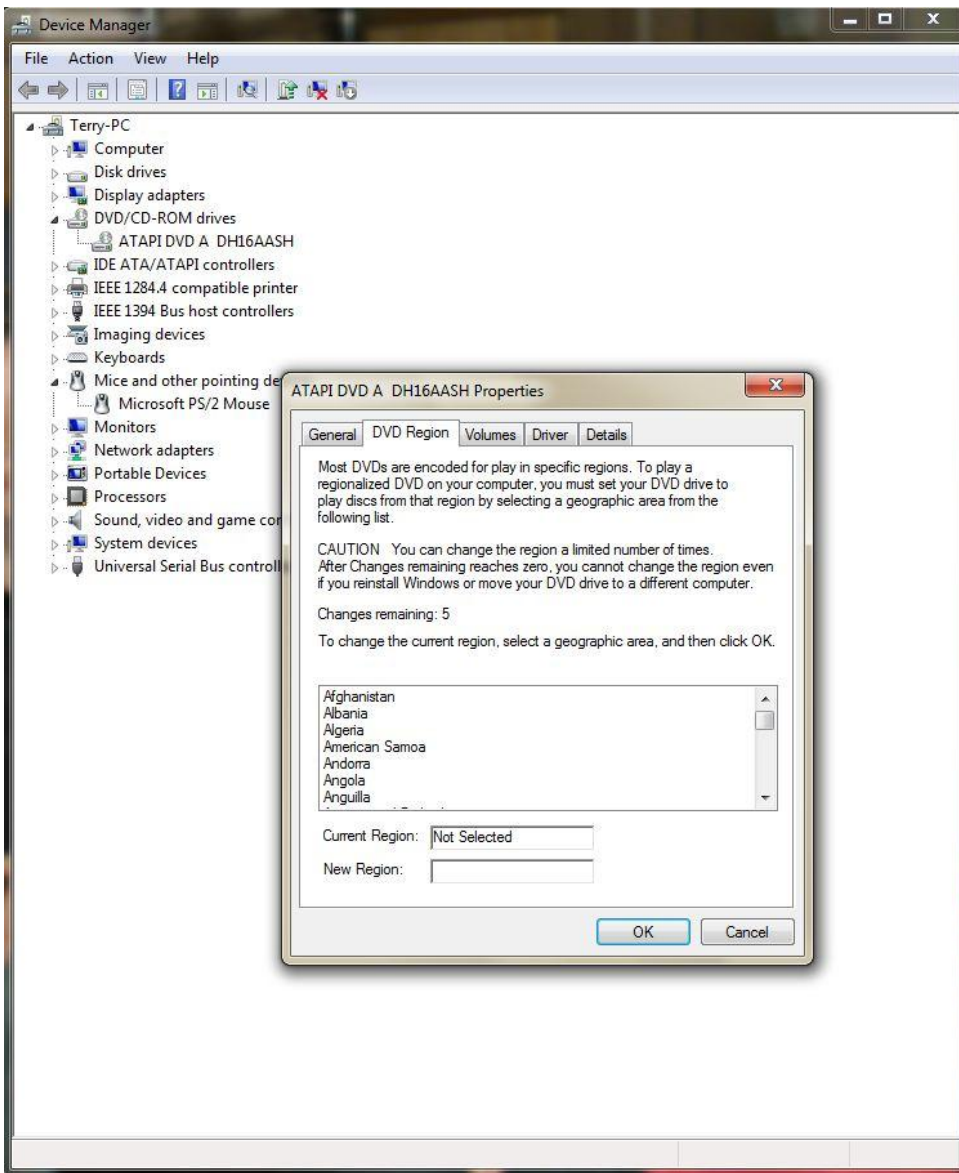 Device Manager
File Action View Help
Terry-PC
Computer
Disk drives
Display adapters
DVD/CD-ROM drives
ATAPI DVD A DH16AASH
IDE ATA/ATAPI controllers
IEEE 1284.4 compatible printer
IEEE 1394 Bus host controllers
Imaging devices
Keyboards
Mice and other pointing de
Microsoft PS/2 Mouse
Monitors
Network adapters
Portable Devices
Processors
Sound, video and game cor
System devices
Universal Serial Bus controll
ATAPI DVD A DH16AASH Properties
General DVD Region Volumes Driver Details
Most DVDs are encoded for play in specific regions. To play a
regionalized DVD on your computer, you must set your DVD drive to
play discs from that region by selecting a geographic area from the
following list.
CAUTION You can change the region a limited number of times.
After Changes remaining reaches zero, you cannot change the region even
if you reinstall Windows or move your DVD drive to a different computer.
Changes remaining: 5
To change the current region, select a geographic area, and then click OK.
Afghanistan
Albania
Algeria
American Samoa
Andorra
Angola
Anguilla
Current Region: Not Selected
New Region:
OK Cancel